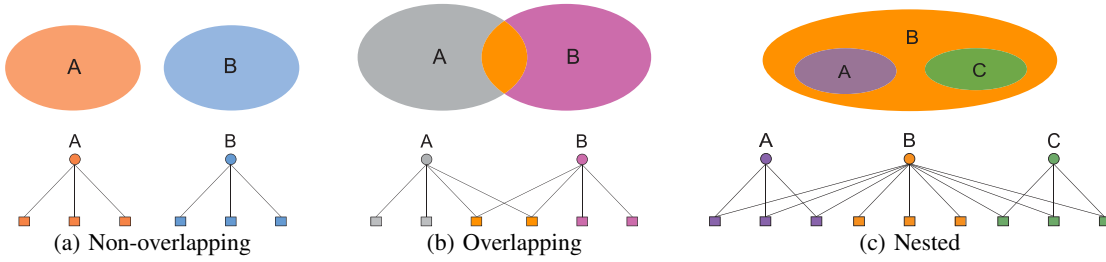 A B
A B
B
A C
A B
A B
A B C
(a) Non-overlapping
(b) Overlapping
(c) Nested